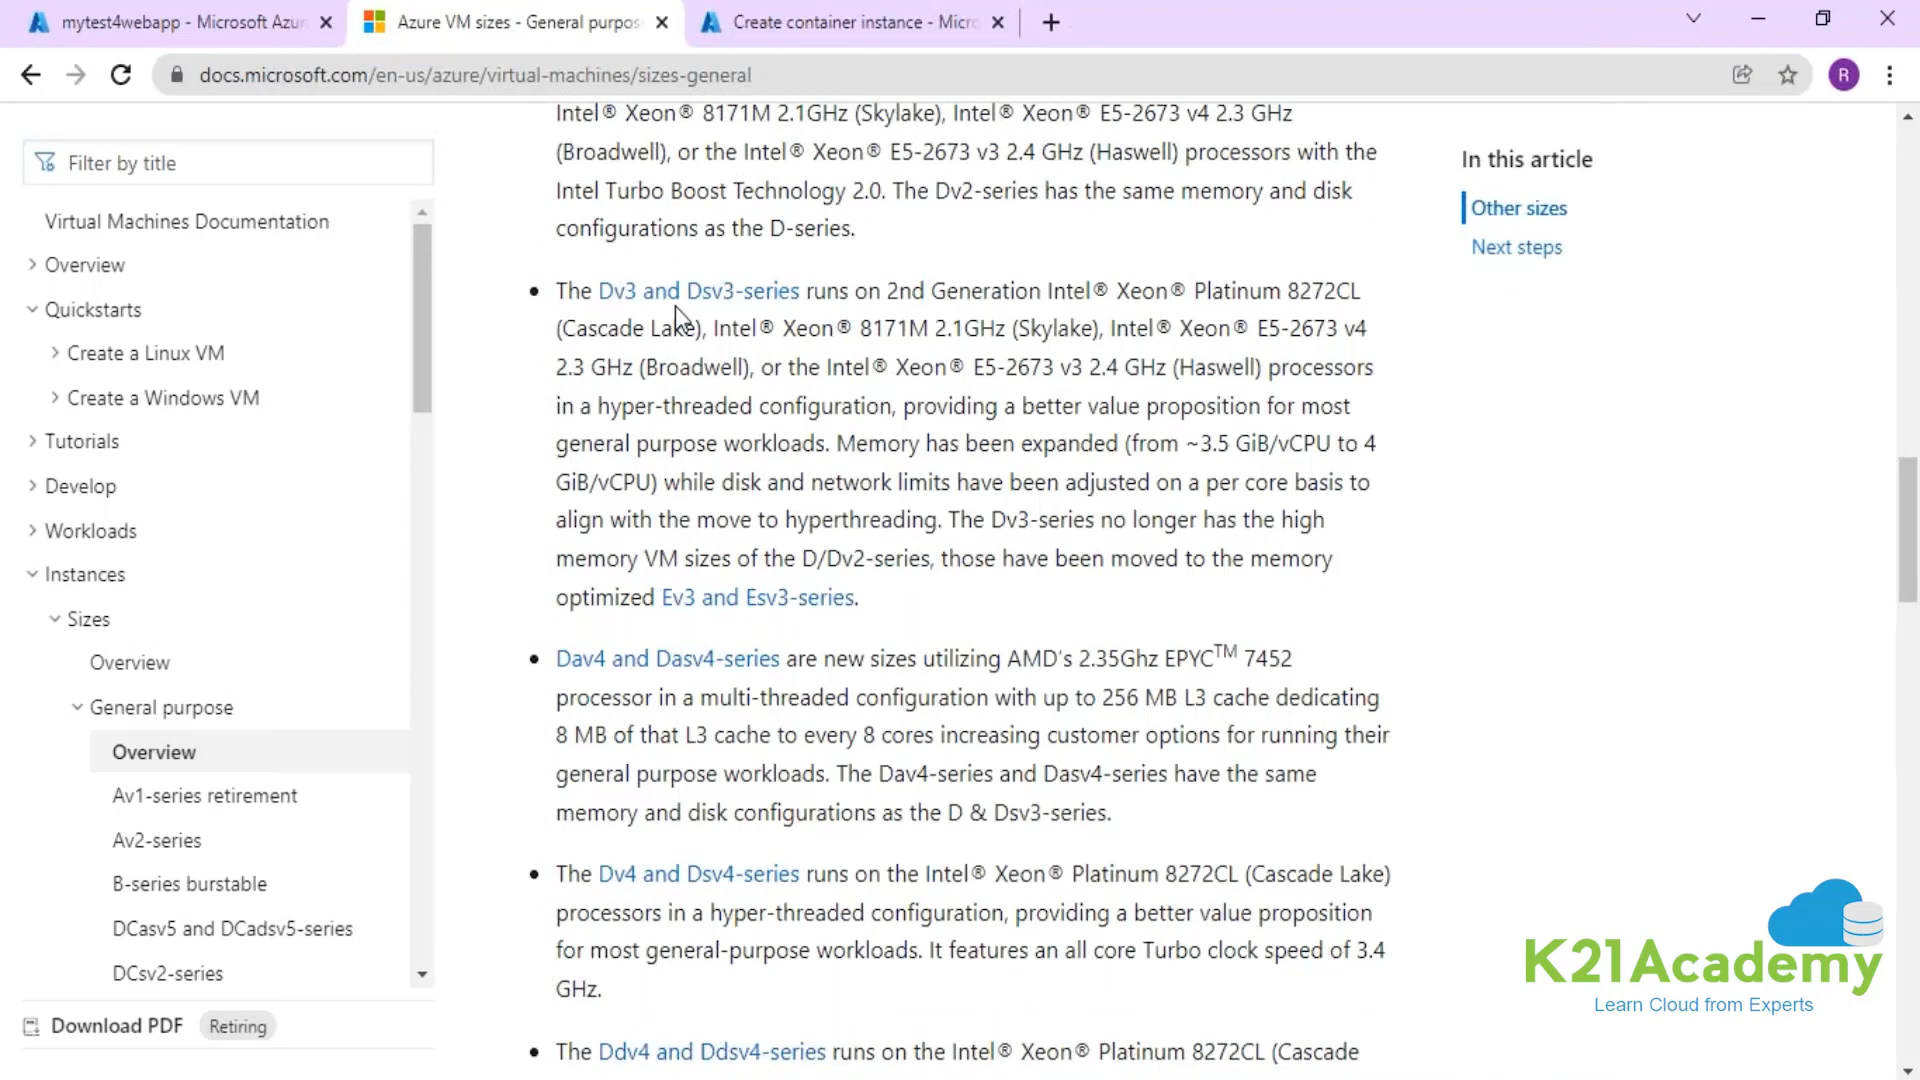 mytest4webapp - Microsoft Azur
Azure VM sizes - General purpos
Create container instance - Micro
docs.microsoft.com/en-us/azure/virtual-machines/sizes-general
R
Filter by title
Virtual Machines Documentation
Overview
Quickstarts
Create a Linux VM
Create a Windows VM
Tutorials
Develop
Workloads
Instances
Sizes
Overview
General purpose
Overview
Av1-series retirement
Av2-series
B-series burstable
DCasv5 and DCadsv5-series
DCsv2-series
Download PDF Retiring
Intel® Xeon® 8171M 2.1GHz (Skylake), Intel® Xeon® E5-2673 v4 2.3 GHz
(Broadwell), or the Intel® Xeon® E5-2673 v3 2.4 GHz (Haswell) processors with the
Intel Turbo Boost Technology 2.0. The Dv2-series has the same memory and disk
configurations as the D-series.
• The Dv3 and Dsv3-series runs on 2nd Generation Intel® Xeon® Platinum 8272CL
(Cascade Lake), Intel® Xeon® 8171M 2.1GHz (Skylake), Intel® Xeon® E5-2673 v4
2.3 GHz (Broadwell), or the Intel® Xeon® E5-2673 v3 2.4 GHz (Haswell) processors
in a hyper-threaded configuration, providing a better value proposition for most
general purpose workloads. Memory has been expanded (from ~3.5 GiB/vCPU to 4
GiB/vCPU) while disk and network limits have been adjusted on a per core basis to
align with the move to hyperthreading. The Dv3-series no longer has the high
memory VM sizes of the D/Dv2-series, those have been moved to the memory
optimized Ev3 and Esv3-series.
• Dav4 and Dasv4-series are new sizes utilizing AMD's 2.35Ghz EPYC™ 7452
processor in a multi-threaded configuration with up to 256 MB L3 cache dedicating
8 MB of that L3 cache to every 8 cores increasing customer options for running their
general purpose workloads. The Dav4-series and Dasv4-series have the same
memory and disk configurations as the D & Dsv3-series.
• The Dv4 and Dsv4-series runs on the Intel® Xeon® Platinum 8272CL (Cascade Lake)
processors in a hyper-threaded configuration, providing a better value proposition
for most general-purpose workloads. It features an all core Turbo clock speed of 3.4
GHz.
• The Ddv4 and Ddsv4-series runs on the Intel® Xeon® Platinum 8272CL (Cascade
In this article
Other sizes
Next steps
K21Academy
Learn Cloud from Experts